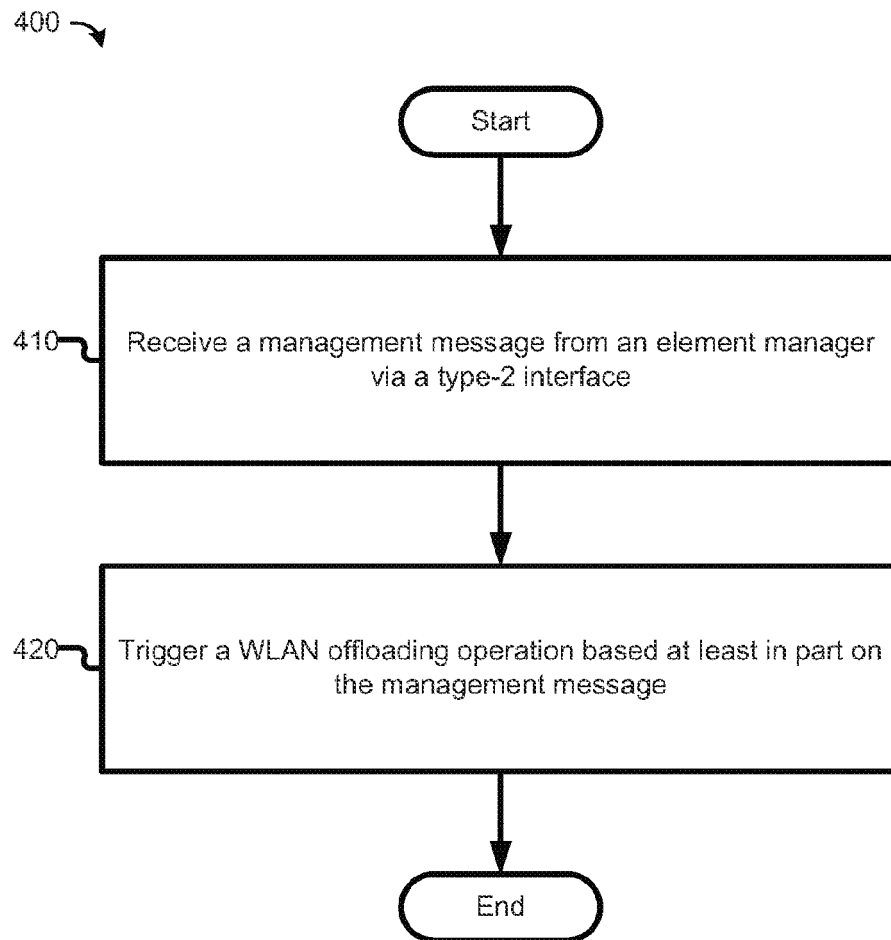 400
Start
410
Receive a management message from an element manager
via a type-2 interface
420
Trigger a WLAN offloading operation based at least in part on
the management message
End